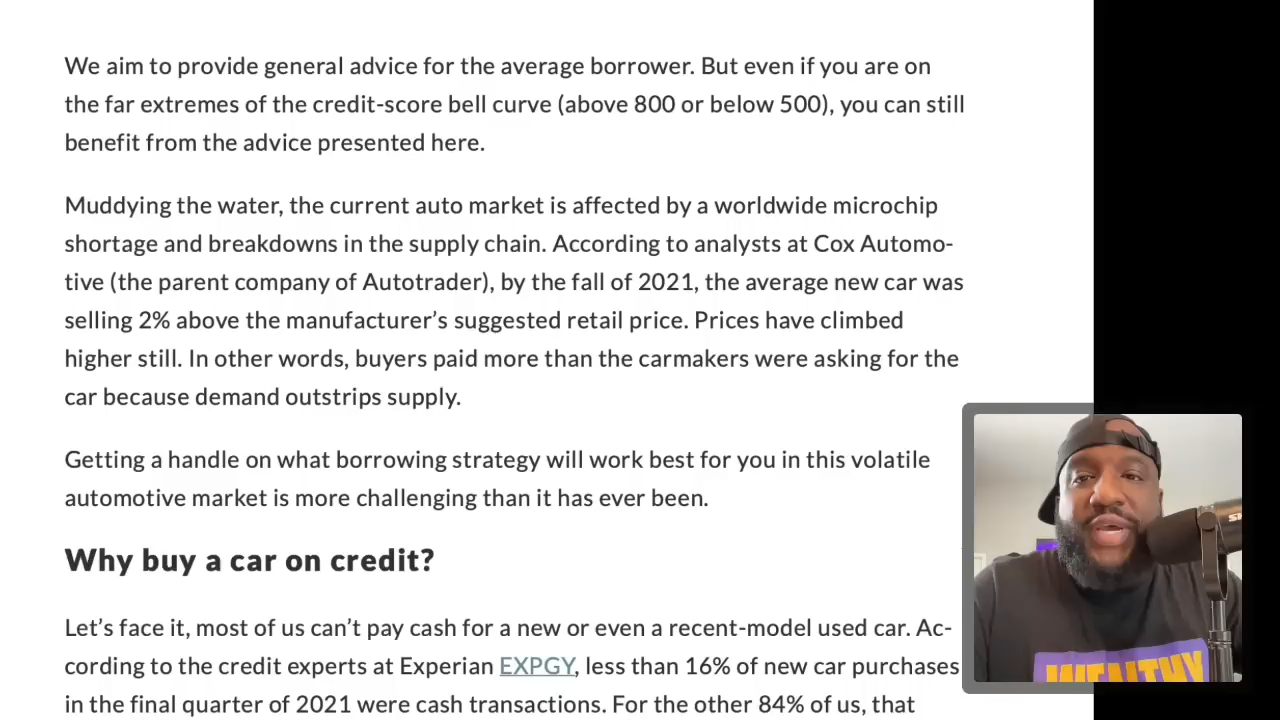 We aim to provide general advice for the average borrower. But even if you are on
the far extremes of the credit-score bell curve (above 800 or below 500), you can still
benefit from the advice presented here.
Muddying the water, the current auto market is affected by a worldwide microchip
shortage and breakdowns in the supply chain. According to analysts at Cox Automo-
tive (the parent company of Autotrader), by the fall of 2021, the average new car was
selling 2% above the manufacturer’s suggested retail price. Prices have climbed
higher still. In other words, buyers paid more than the carmakers were asking for the
car because demand outstrips supply.
Getting a handle on what borrowing strategy will work best for you in this volatile
automotive market is more challenging than it has ever been.
Why buy a car on credit?
Let’s face it, most of us can’t pay cash for a new or even a recent-model used car. Ac-
cording to the credit experts at Experian EXPGY, less than 16% of new car purchases
in the final quarter of 2021 were cash transactions. For the other 84% of us, that
WEALTHY